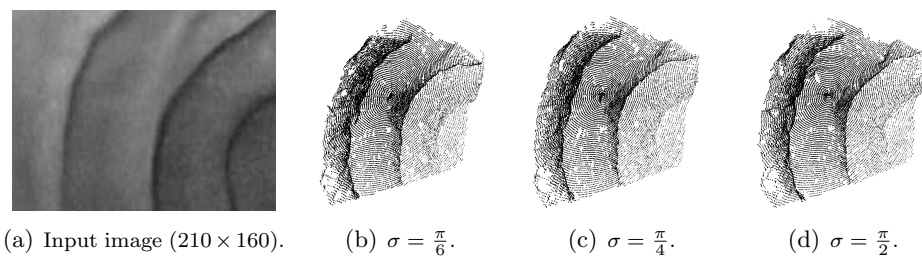 (a) Input image (210 × 160).
(b) σ = π/6.
(c) σ = π/4.
(d) σ = π/2.